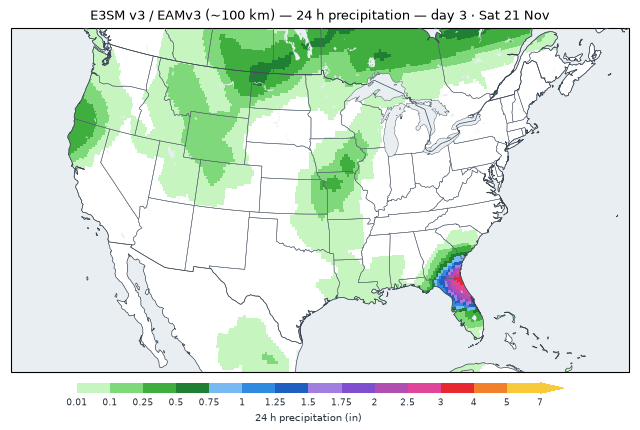 E3SM v3 / EAMv3 (~100 km) — 24 h precipitation — day 3 · Sat 21 Nov
0.01 0.1 0.25 0.5 0.75 1 1.25 1.5 1.75 2 2.5 3 4 5 7
24 h precipitation (in)